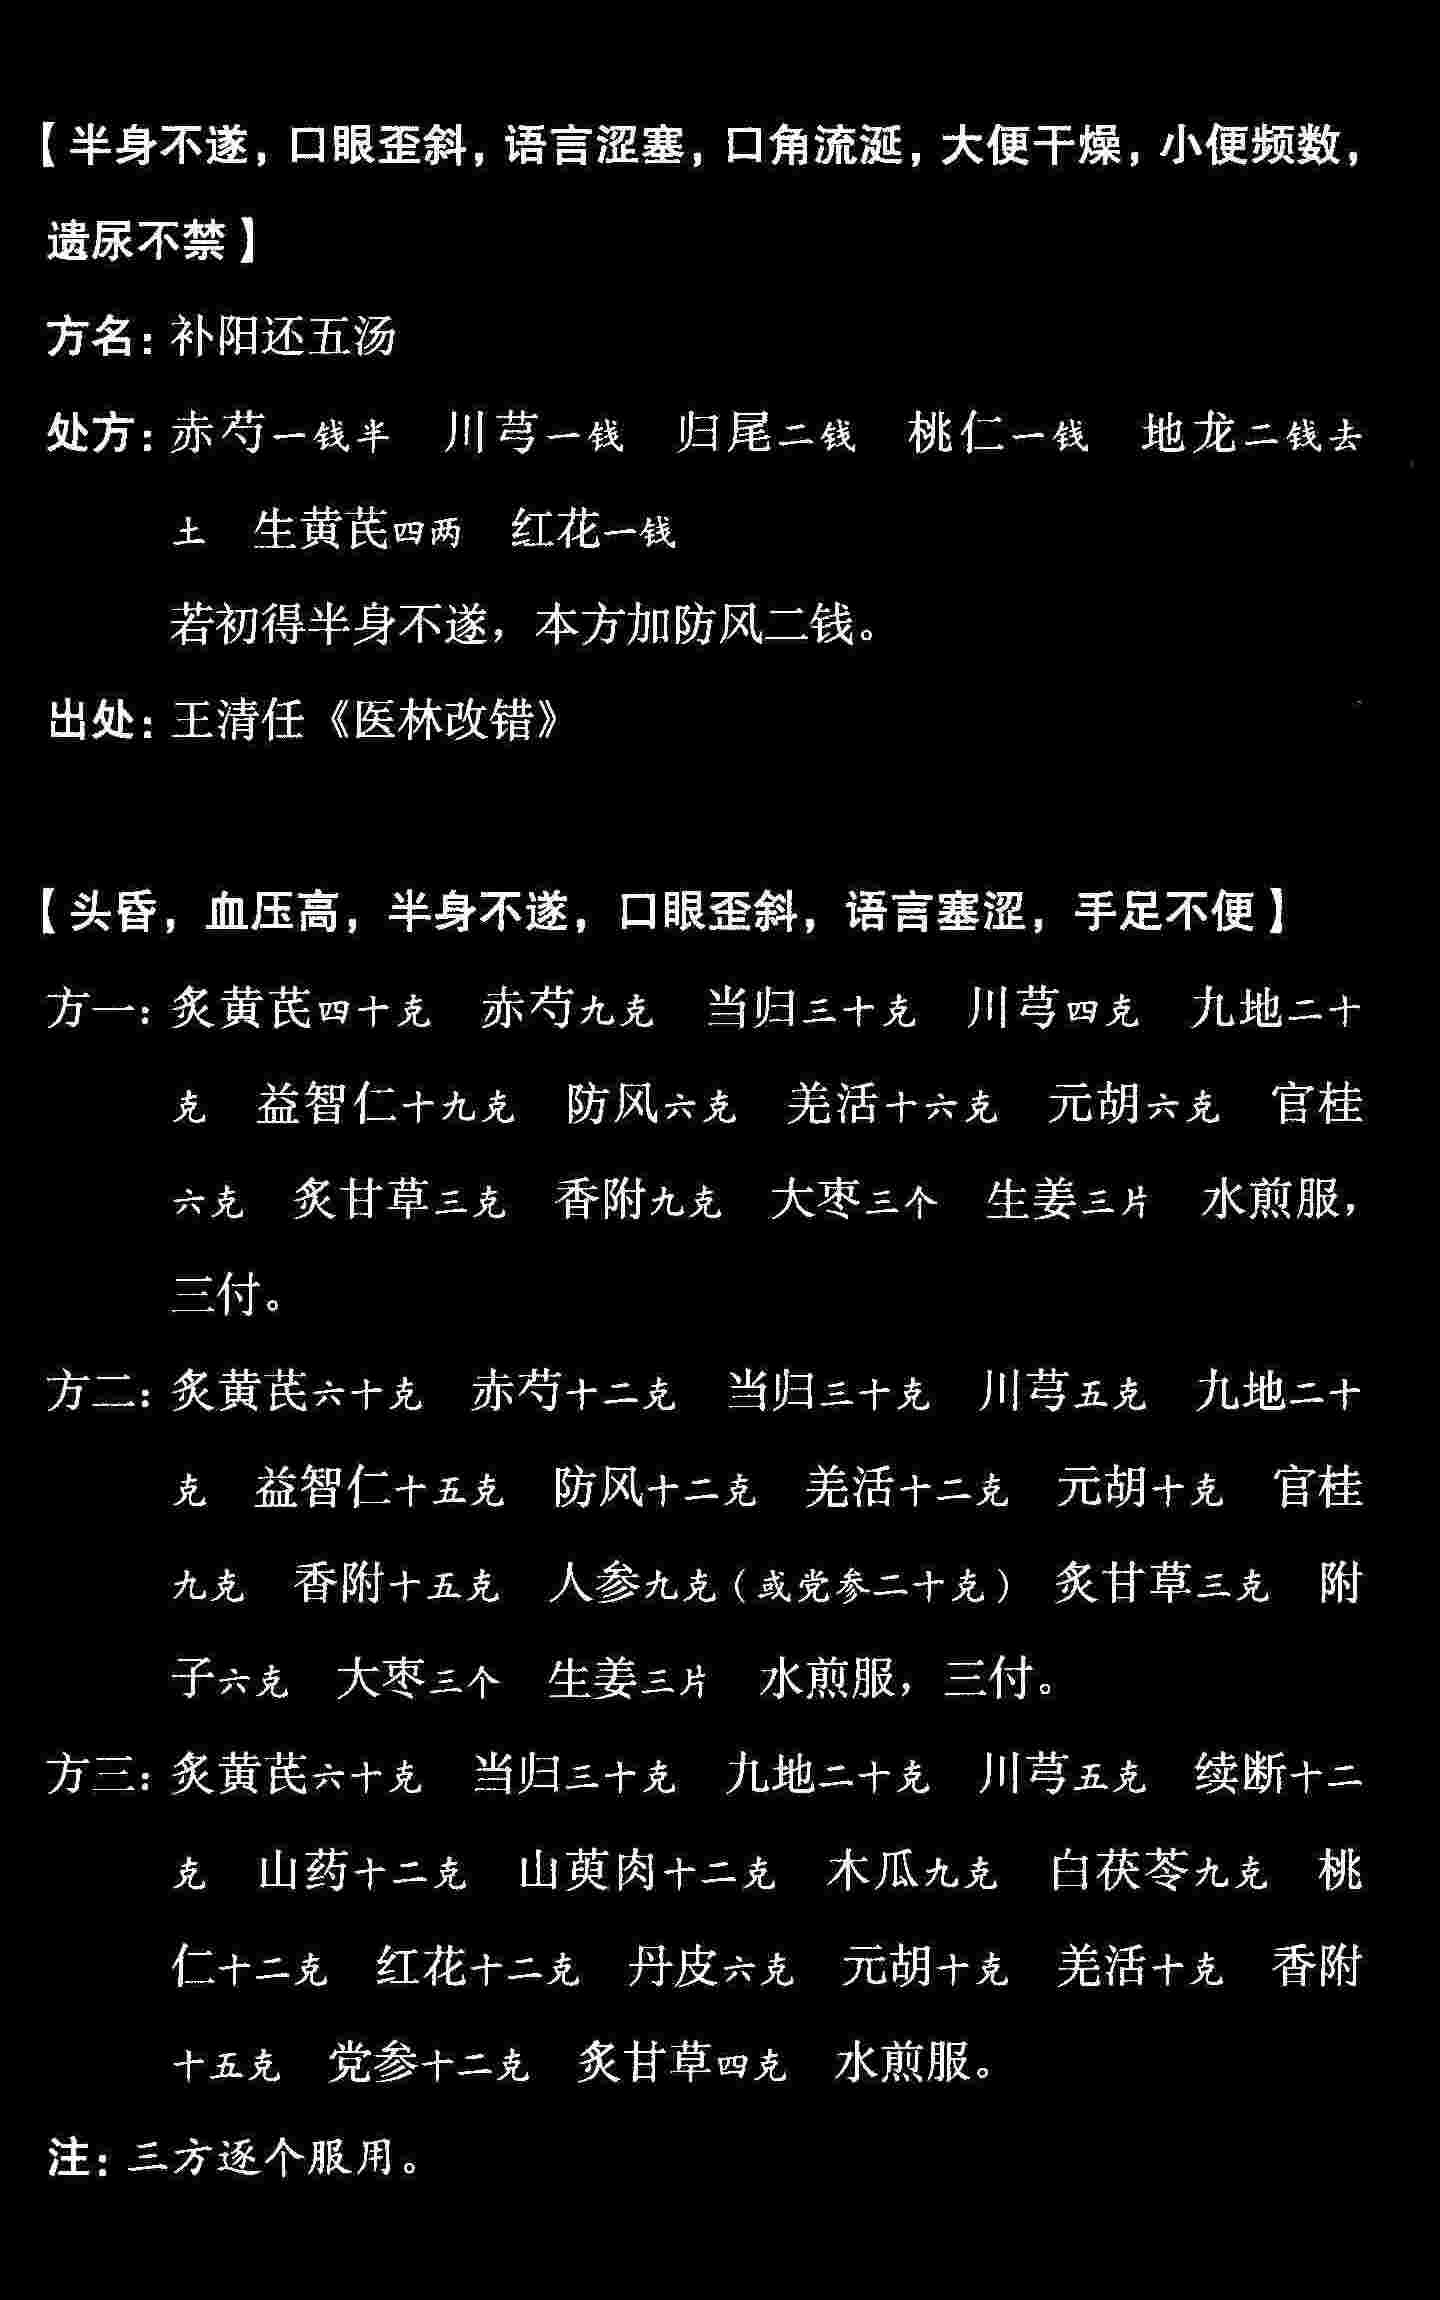 【半身不遂，口眼歪斜，语言涩塞，口角流涎，大便干燥，小便频数，
遗尿不禁】
方名：补阳还五汤
处方：赤芍一钱半 川芎一钱 归尾二钱 桃仁一钱 地龙二钱去
土 生黄芪四两 红花一钱
若初得半身不遂，本方加防风二钱。
出处：王清任《医林改错》
【头昏，血压高，半身不遂，口眼歪斜，语言塞涩，手足不便】
方一：炙黄芪四十克 赤芍九克 当归三十克 川芎四克 九地二十
克 益智仁十九克 防风六克 羌活十六克 元胡六克 官桂
六克 炙甘草三克 香附九克 大枣三个 生姜三片 水煎服，
三付。
方二：炙黄芪六十克 赤芍十二克 当归三十克 川芎五克 九地二十
克 益智仁十五克 防风十二克 羌活十二克 元胡十克 官桂
九克 香附十五克 人参九克（或党参二十克） 炙甘草三克 附
子六克 大枣三个 生姜三片 水煎服，三付。
方三：炙黄芪六十克 当归三十克 九地二十克 川芎五克 续断十二
克 山药十二克 山萸肉十二克 木瓜九克 白茯苓九克 桃
仁十二克 红花十二克 丹皮六克 元胡十克 羌活十克 香附
十五克 党参十二克 炙甘草四克 水煎服。
注：三方逐个服用。